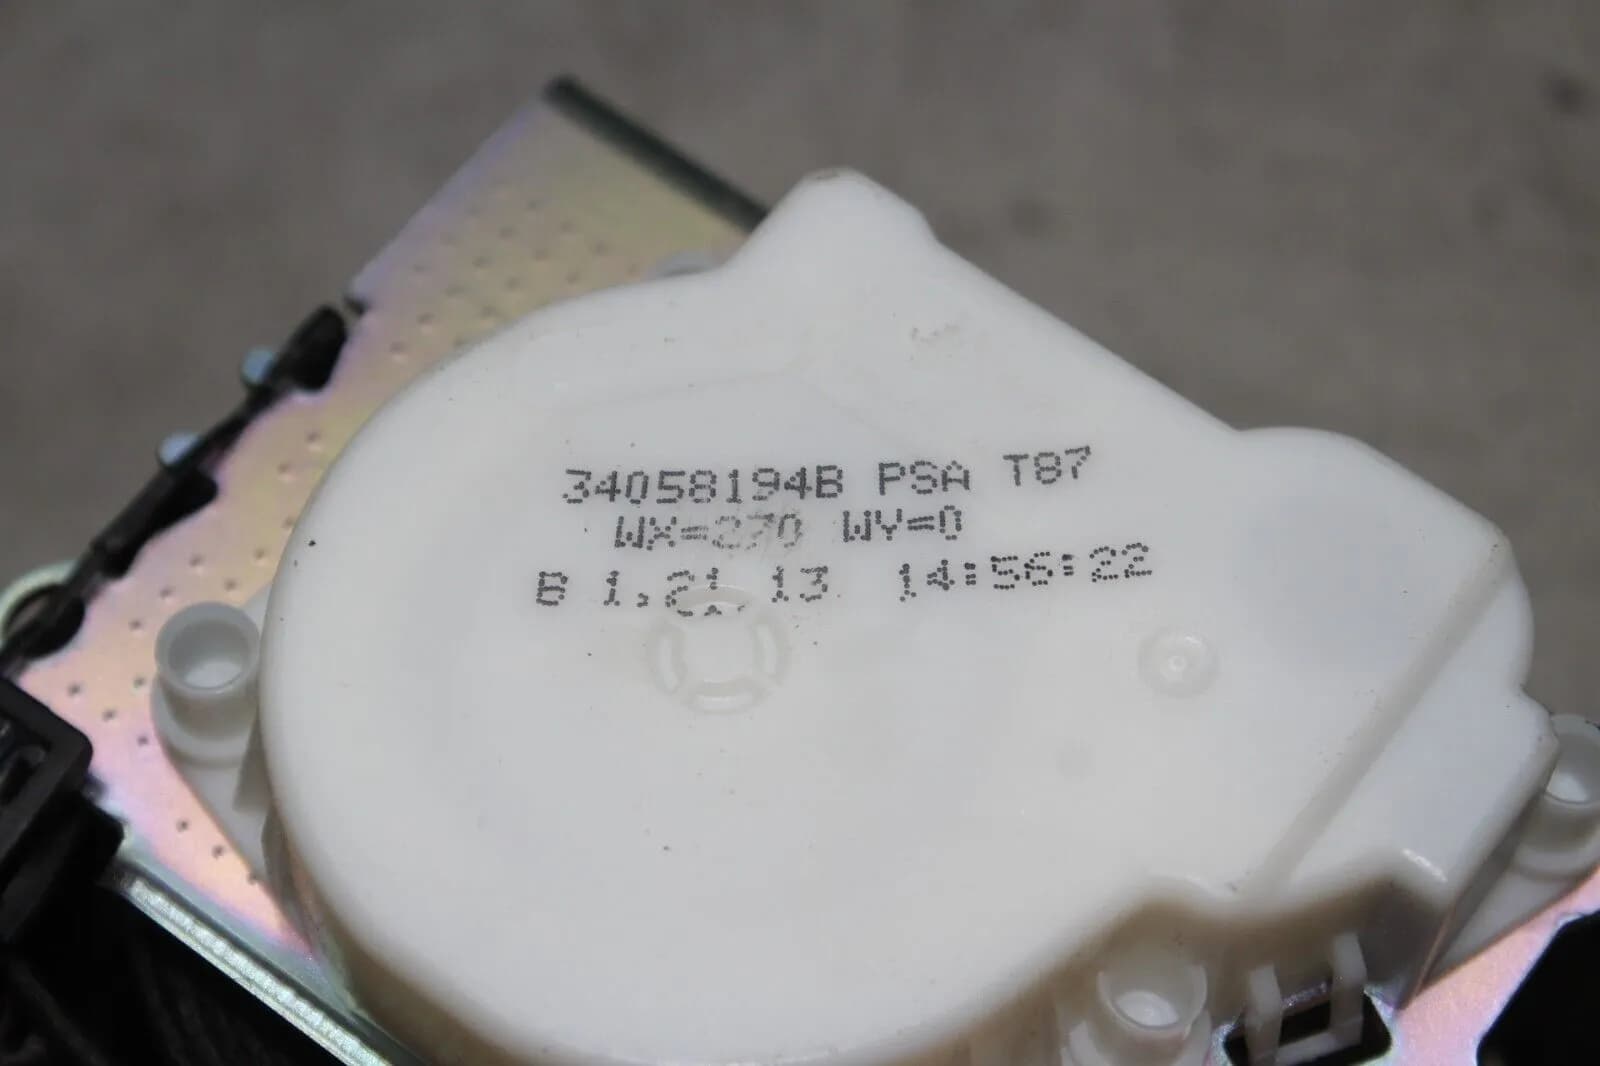 34058194B PSA T87
WX=270 WY=0
B 1,21,13 14:56:22